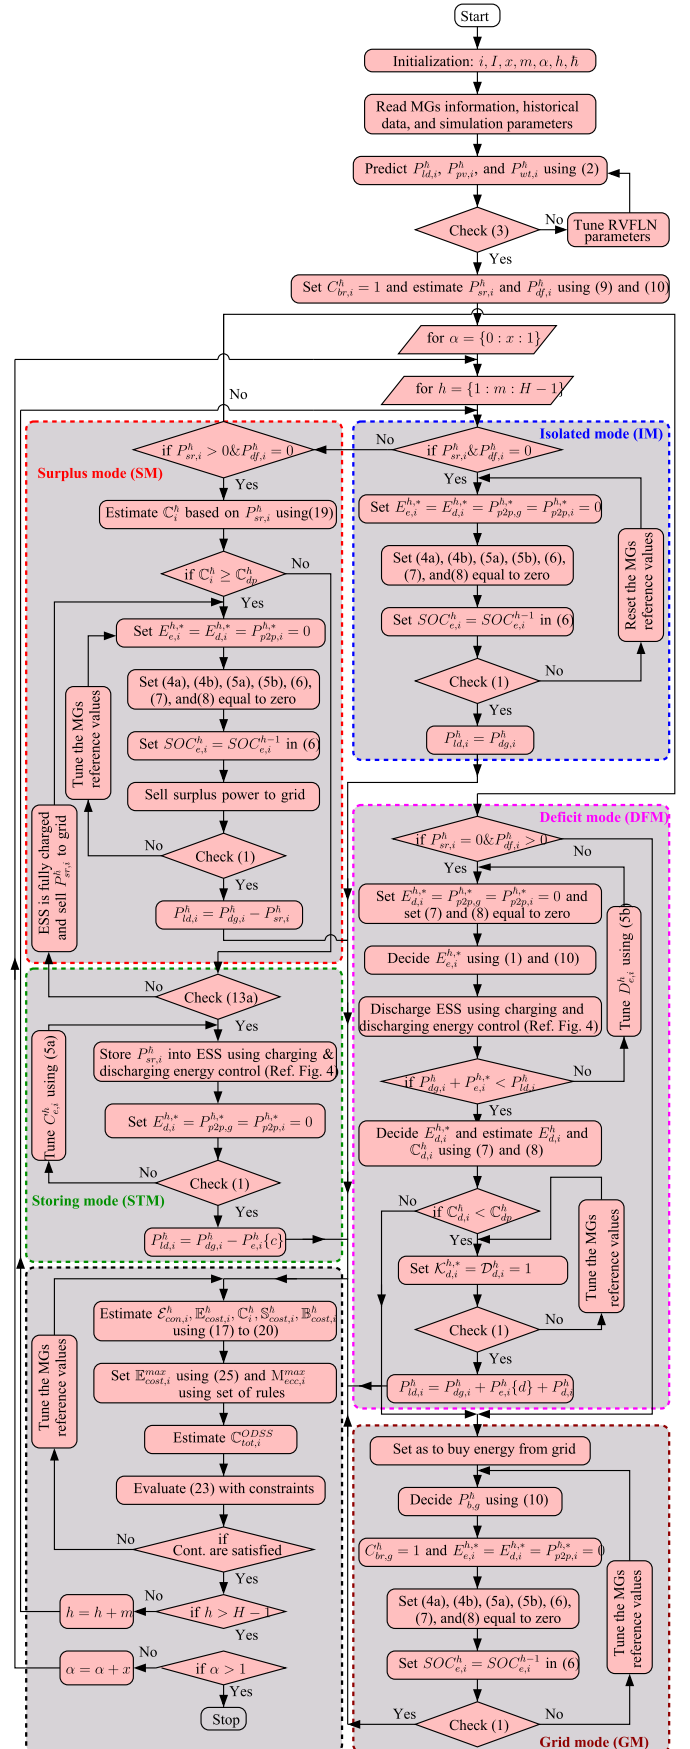 Start
Initialization: i, I, x, m, α, h, ħ
Read MGs information, historical
data, and simulation parameters
Predict P^ħ_{ld,i}, P^ħ_{pv,i}, and P^ħ_{wt,i} using (2)
Check (3)
No
Tune RVFLN
parameters
Yes
Set C^ħ_{br,i} = 1 and estimate P^ħ_{sr,i} and P^ħ_{df,i} using (9) and (10)
for α = {0 : x : 1}
for h = {1 : m : H − 1}
Isolated mode (IM)
if P^ħ_{sr,i}&P^ħ_{df,i} = 0
No
Yes
Set E^{h,*}_{e,i} = E^{h,*}_{d,i} = P^{h,*}_{p2p,g} = P^{h,*}_{p2p,i} = 0
Set (4a), (4b), (5a), (5b), (6),
(7), and(8) equal to zero
Set SOC^h_{e,i} = SOC^{h−1}_{e,i} in (6)
Check (1)
No
Reset the MGs
reference values
Yes
P^h_{ld,i} = P^h_{dg,i}
Surplus mode (SM)
No
if P^ħ_{sr,i} > 0&P^ħ_{df,i} = 0
Yes
Estimate ℂ^ħ_i based on P^ħ_{sr,i} using(19)
if ℂ^ħ_i ≥ ℂ^h_{dp}
No
Yes
Set E^{h,*}_{e,i} = E^{h,*}_{d,i} = P^{h,*}_{p2p,i} = 0
Set (4a), (4b), (5a), (5b), (6),
(7), and(8) equal to zero
Set SOC^h_{e,i} = SOC^{h−1}_{e,i} in (6)
Sell surplus power to grid
Check (1)
No
Tune the MGs
reference values
Yes
P^h_{ld,i} = P^h_{dg,i} − P^h_{sr,i}
ESS is fully charged
and sell P^h_{sr,i} to grid
Check (13a)
No
Yes
Store P^ħ_{sr,i} into ESS using charging &
discharging energy control (Ref. Fig. 4)
Set E^{h,*}_{d,i} = P^{h,*}_{p2p,g} = P^{h,*}_{p2p,i} = 0
Check (1)
No
Tune C^h_{e,i} using (5a)
Yes
Storing mode (STM)
P^h_{ld,i} = P^h_{dg,i} − P^h_{e,i}{c}
Deficit mode (DFM)
if P^ħ_{sr,i} = 0&P^ħ_{df,i} > 0
No
Yes
Set E^{h,*}_{d,i} = P^{h,*}_{p2p,g} = P^{h,*}_{p2p,i} = 0 and
set (7) and (8) equal to zero
Decide E^{h,*}_{e,i} using (1) and (10)
Discharge ESS using charging and
discharging energy control (Ref. Fig. 4)
if P^h_{dg,i} + P^{h,*}_{e,i} < P^h_{ld,i}
No
Tune D^h_{e,i} using (5b)
Yes
Decide E^{h,*}_{d,i} and estimate E^h_{d,i} and
ℂ^h_{d,i} using (7) and (8)
if ℂ^h_{d,i} < ℂ^h_{dp}
No
Yes
Set 𝒦^{h,*}_{d,i} = 𝒟^h_{d,i} = 1
Check (1)
No
Tune the MGs
reference values
Yes
P^h_{ld,i} = P^h_{dg,i} + P^h_{e,i}{d} + P^h_{d,i}
Estimate ℰ^h_{con,i}, 𝔼^h_{cost,i}, ℂ^h_i, 𝕊^h_{cost,i}, 𝔹^h_{cost,i}
using (17) to (20)
Set 𝔼^{max}_{cost,i} using (25) and M^{max}_{ecc,i}
using set of rules
Estimate ℂ^{ODSS}_{tot,i}
Evaluate (23) with constraints
if
Cont. are satisfied
No
Tune the MGs
reference values
Yes
if h > H − 1
No
h = h + m
Yes
if α > 1
No
α = α + x
Yes
Stop
Set as to buy energy from grid
Decide P^ħ_{b,g} using (10)
C^ħ_{br,g} = 1 and E^{h,*}_{e,i} = E^{h,*}_{d,i} = P^{h,*}_{p2p,i} = 0
Set (4a), (4b), (5a), (5b), (6),
(7), and(8) equal to zero
Set SOC^h_{e,i} = SOC^{h−1}_{e,i} in (6)
Check (1)
Yes
No
Tune the MGs
reference values
Grid mode (GM)